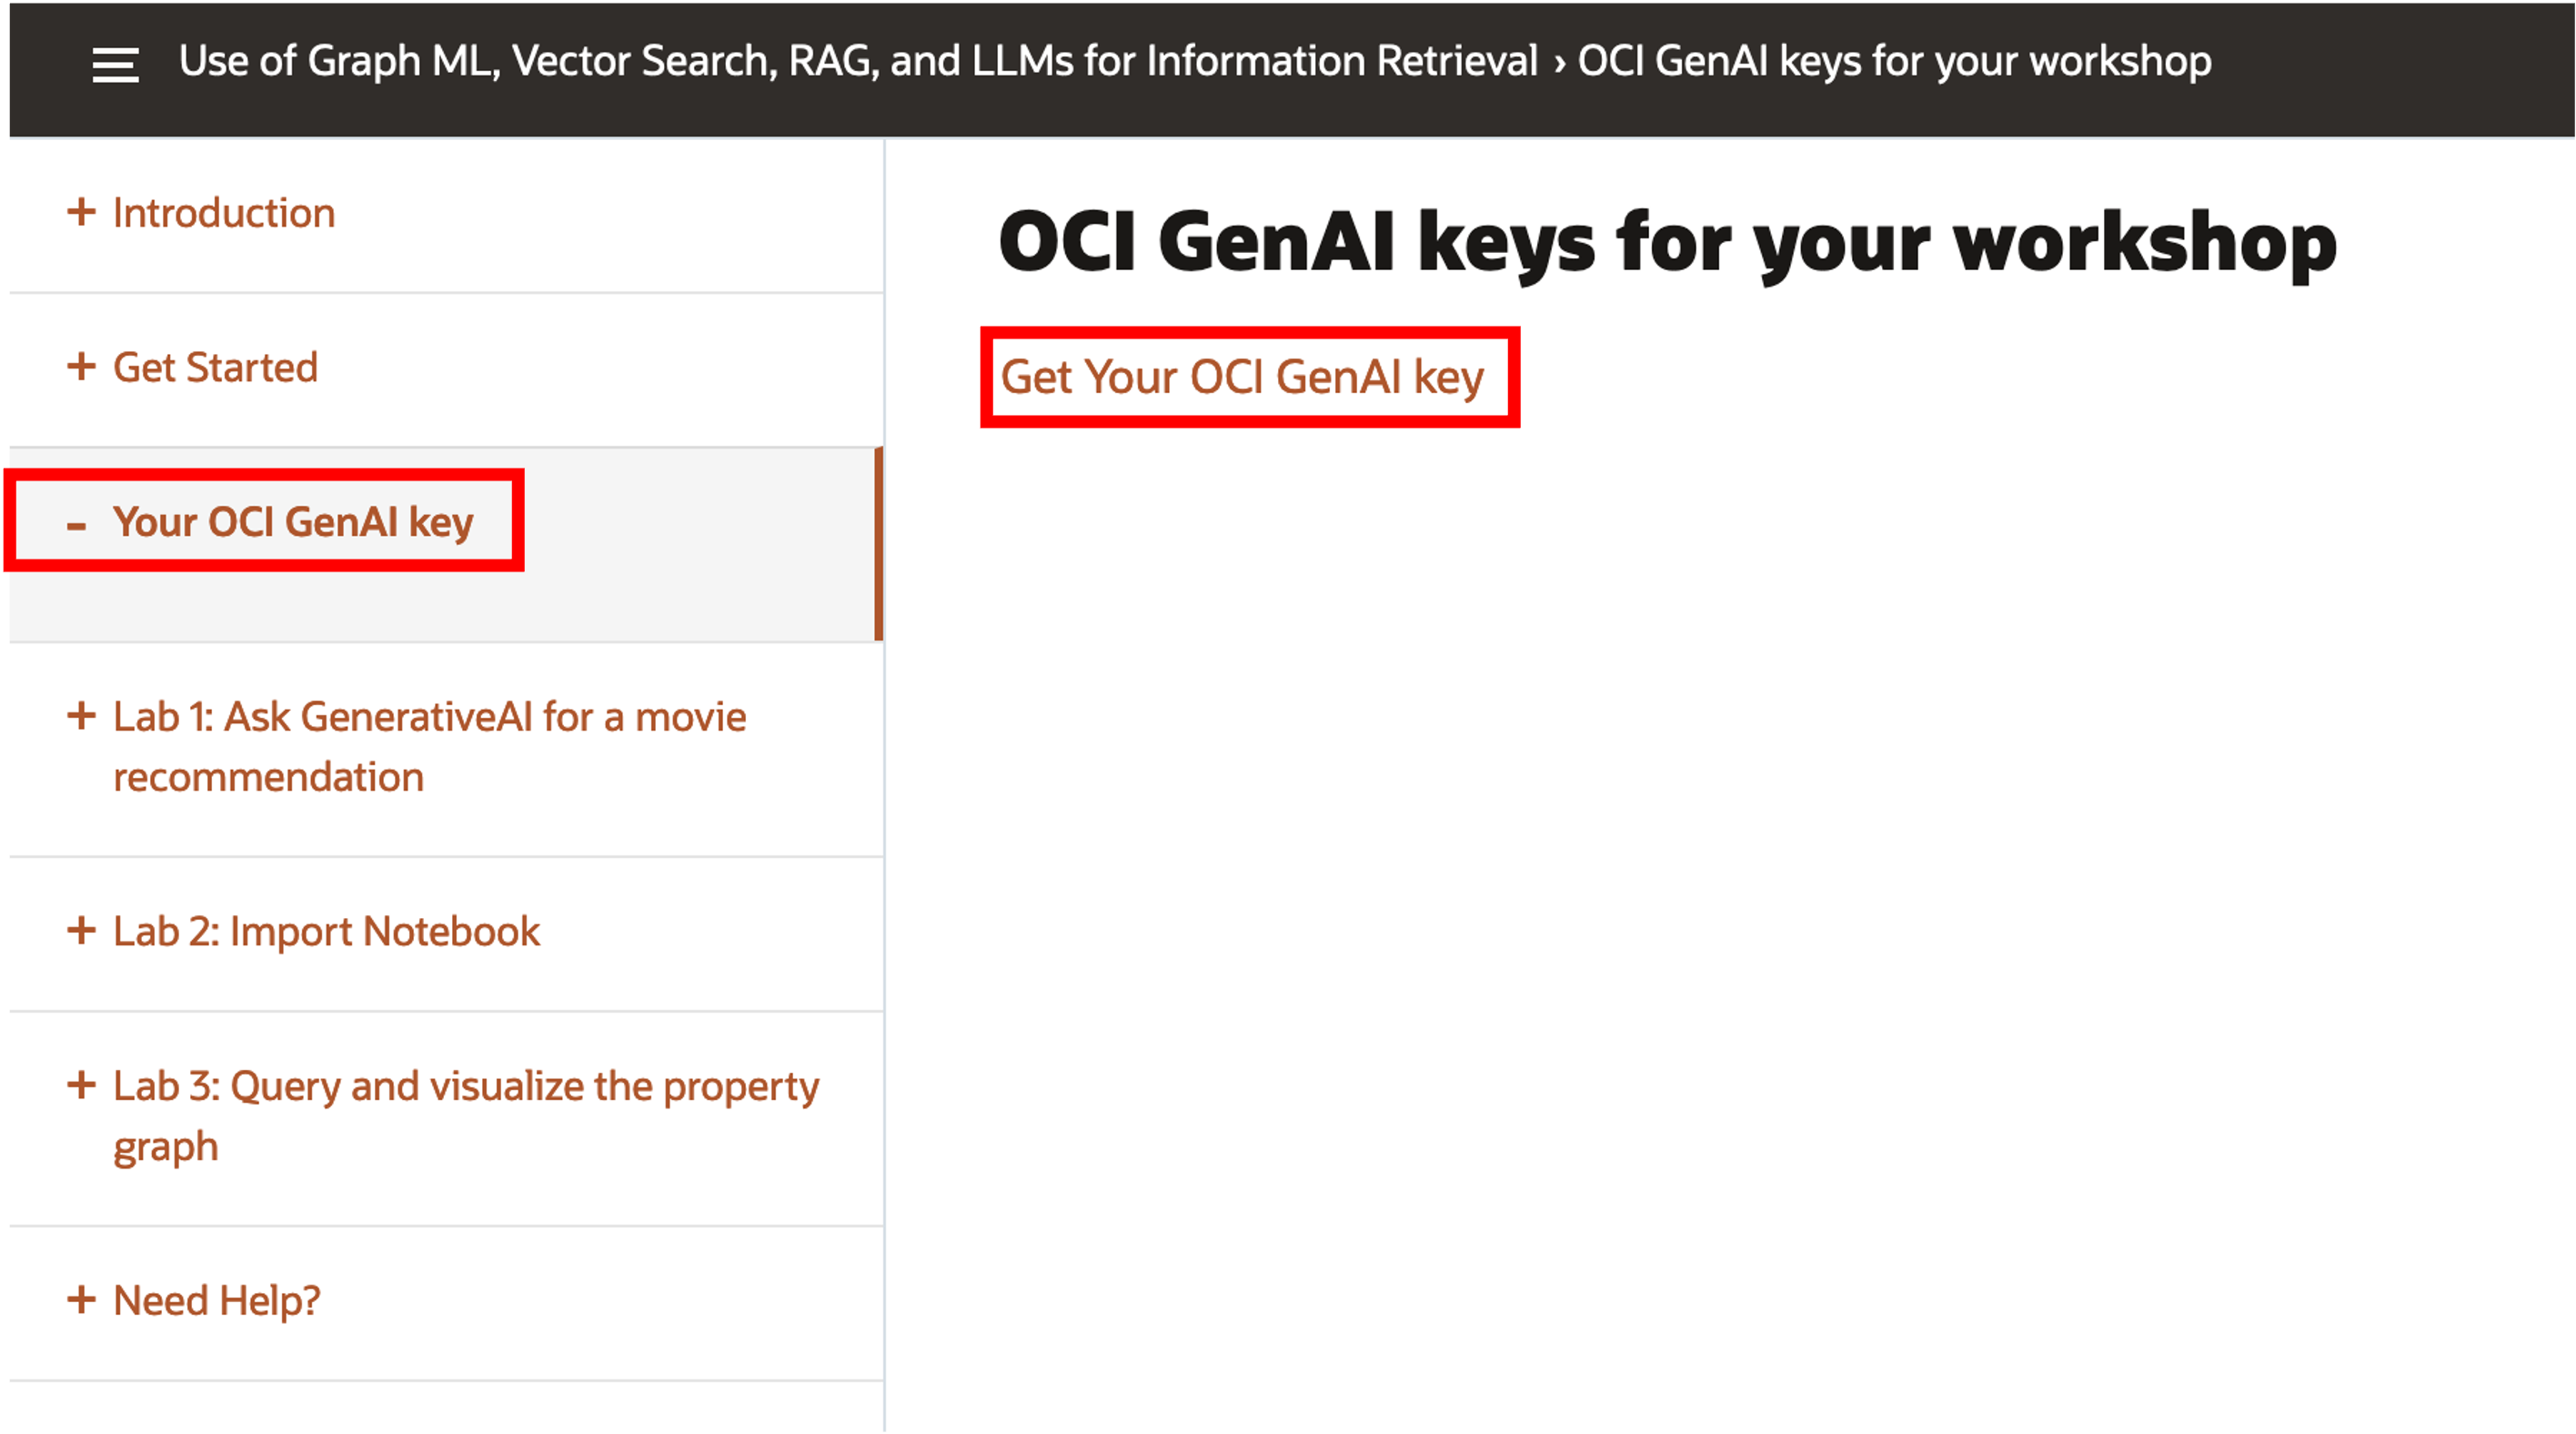 Use of Graph ML, Vector Search, RAG, and LLMs for Information Retrieval › OCI GenAI keys for your workshop
+ Introduction
+ Get Started
- Your OCI GenAI key
+ Lab 1: Ask GenerativeAI for a movie
recommendation
+ Lab 2: Import Notebook
+ Lab 3: Query and visualize the property
graph
+ Need Help?
OCI GenAI keys for your workshop
Get Your OCI GenAI key